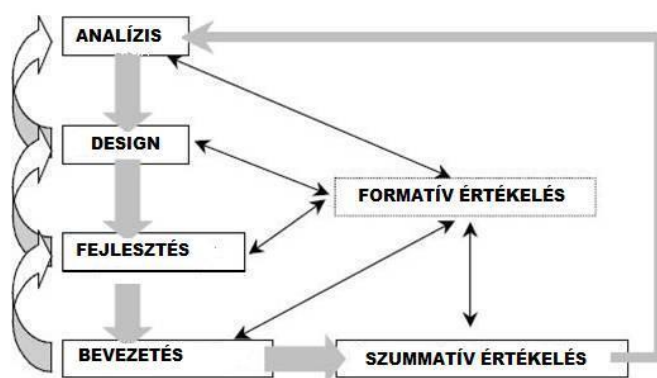 ANALÍZIS
DESIGN
FORMATÍV ÉRTÉKELÉS
FEJLESZTÉS
BEVEZETÉS
SZUMMATÍV ÉRTÉKELÉS